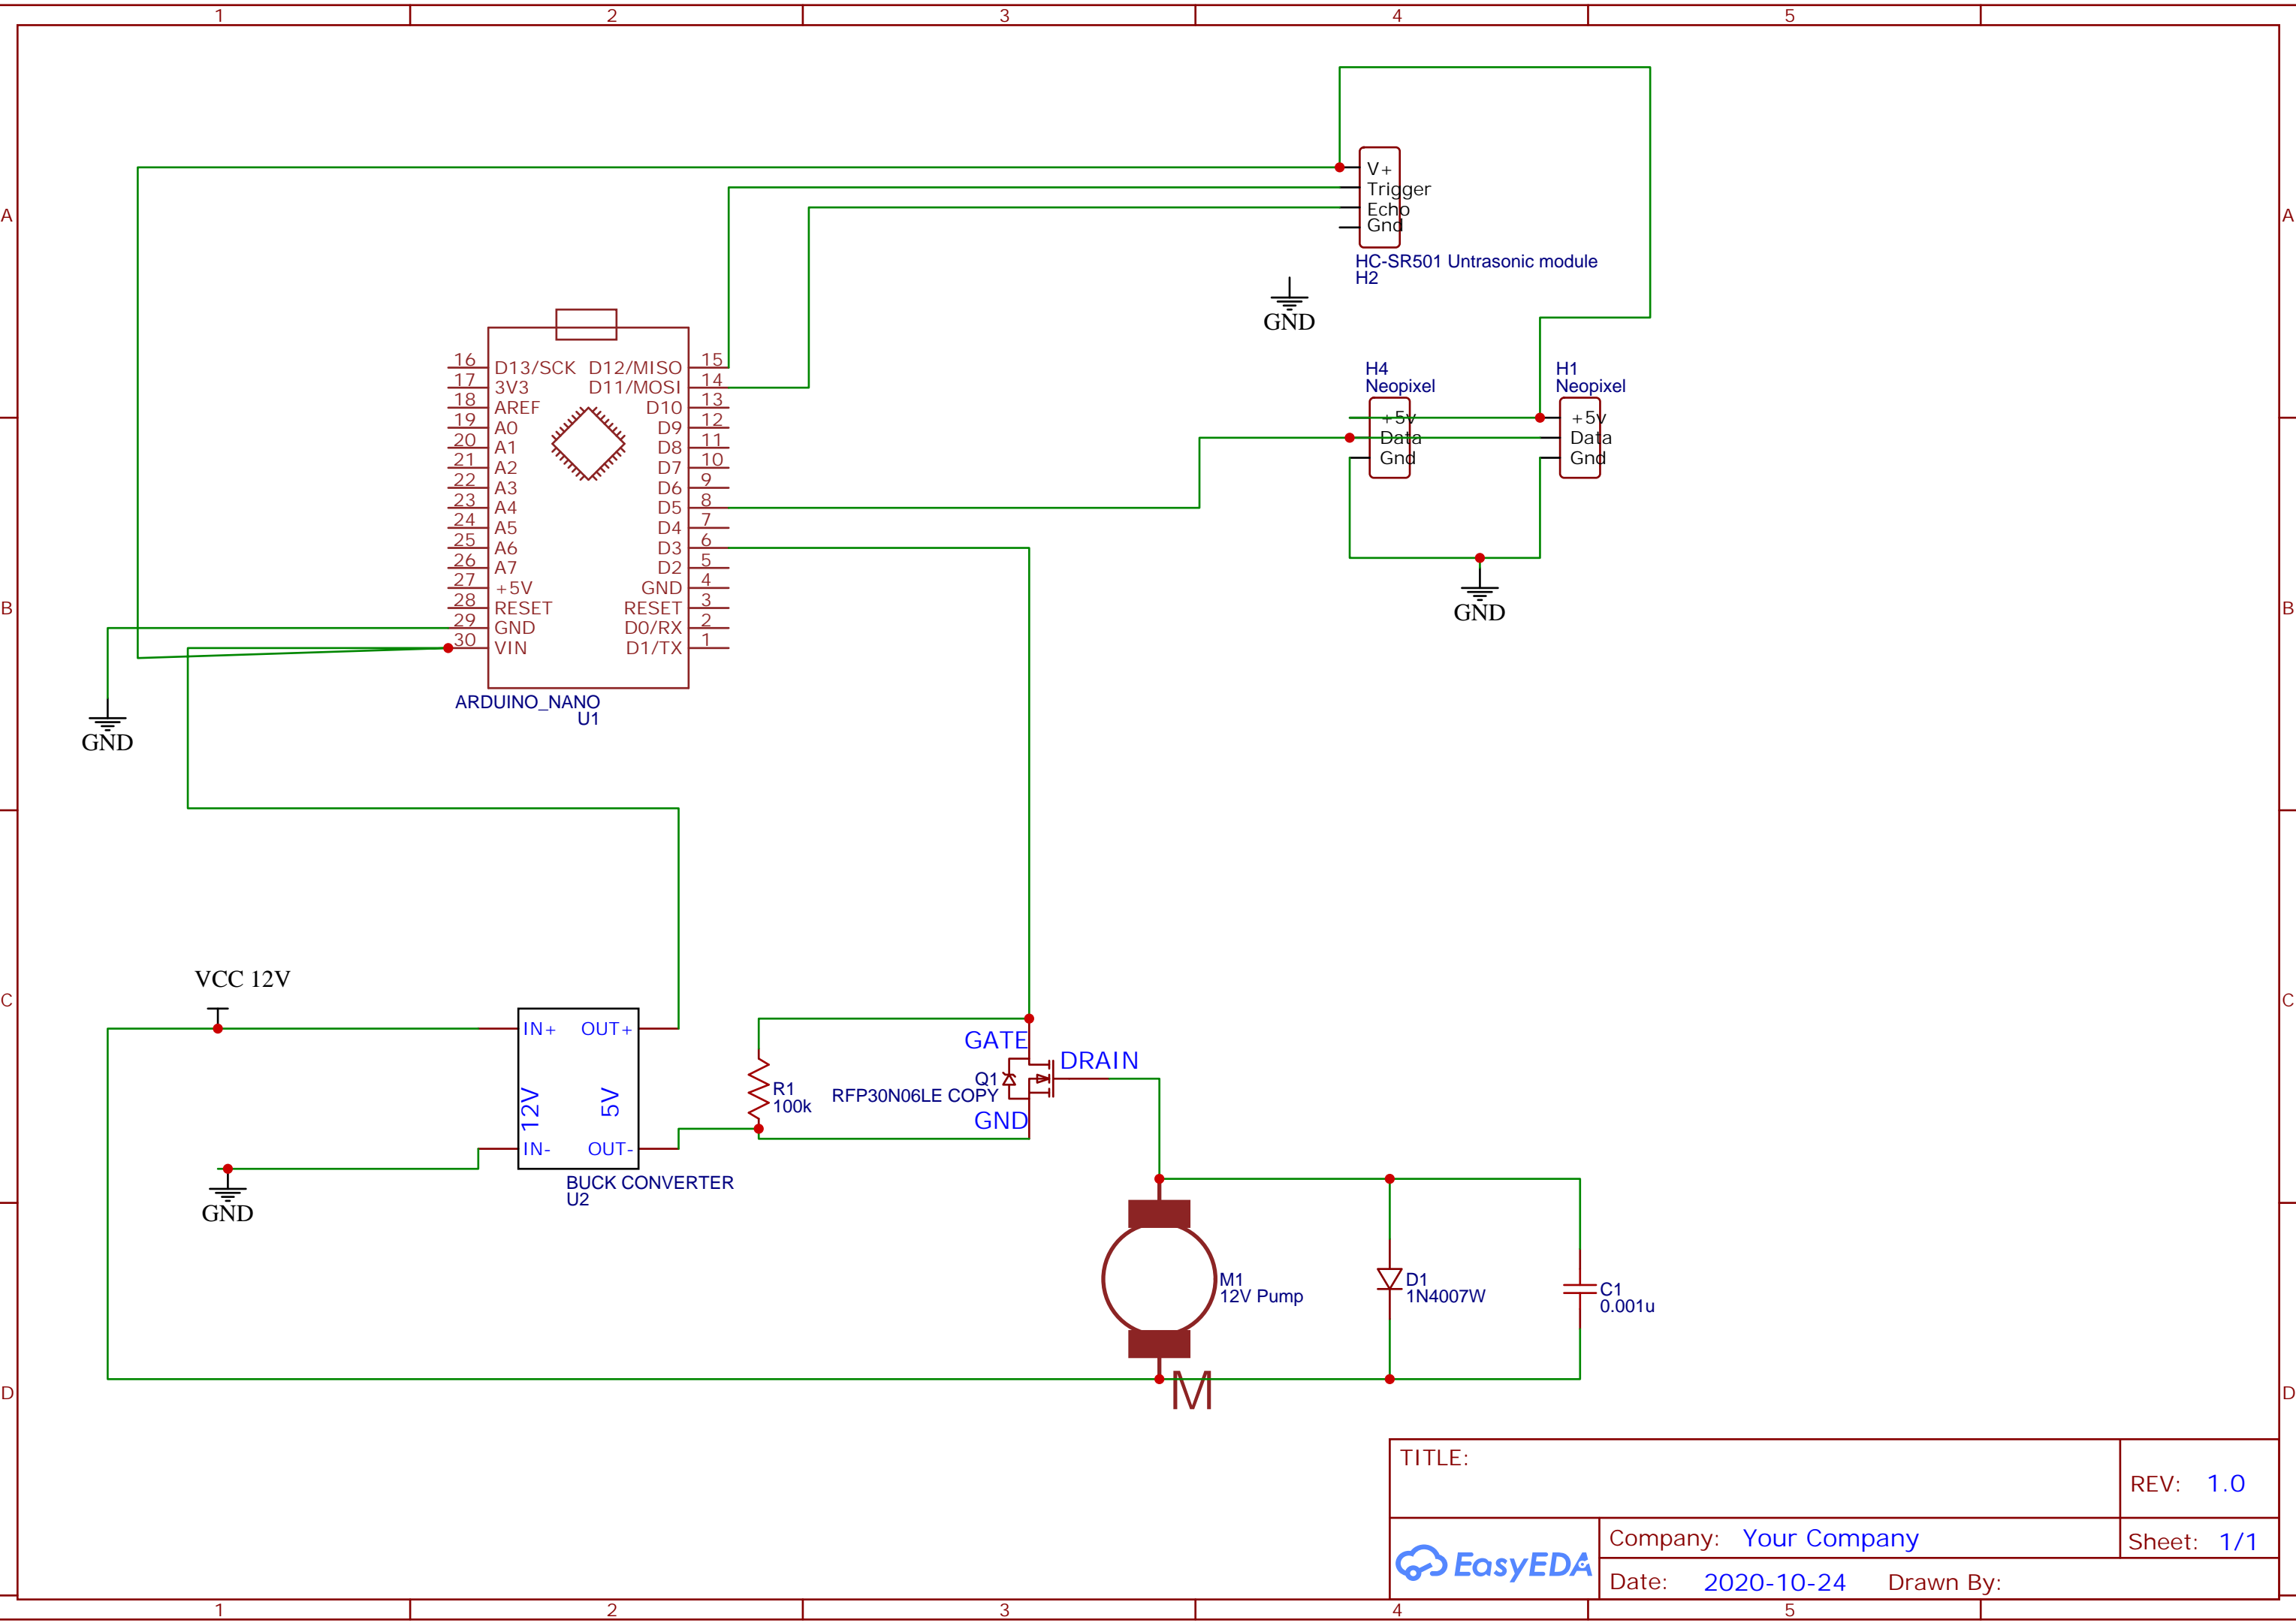 1 2 3 4 5
A A
V+
Trigger
Echo
Gnd
HC-SR501 Untrasonic module
H2
GND
H4
Neopixel
+5v
Data
Gnd
H1
Neopixel
+5v
Data
Gnd
GND
16 D13/SCK D12/MISO 15
17 3V3 D11/MOSI 14
18 AREF D10 13
19 A0 D9 12
20 A1 D8 11
21 A2 D7 10
22 A3 D6 9
23 A4 D5 8
24 A5 D4 7
25 A6 D3 6
26 A7 D2 5
27 +5V GND 4
28 RESET RESET 3
29 GND D0/RX 2
30 VIN D1/TX 1
ARDUINO_NANO
U1
B B
GND
C C
VCC 12V
IN+ OUT+
12V 5V
IN- OUT-
BUCK CONVERTER
U2
GND
R1
100k
GATE
DRAIN
Q1
RFP30N06LE COPY
GND
M1
12V Pump
M
D1
1N4007W
C1
0.001u
D D
TITLE:
REV: 1.0
EasyEDA
Company: Your Company
Sheet: 1/1
Date: 2020-10-24 Drawn By:
1 2 3 4 5